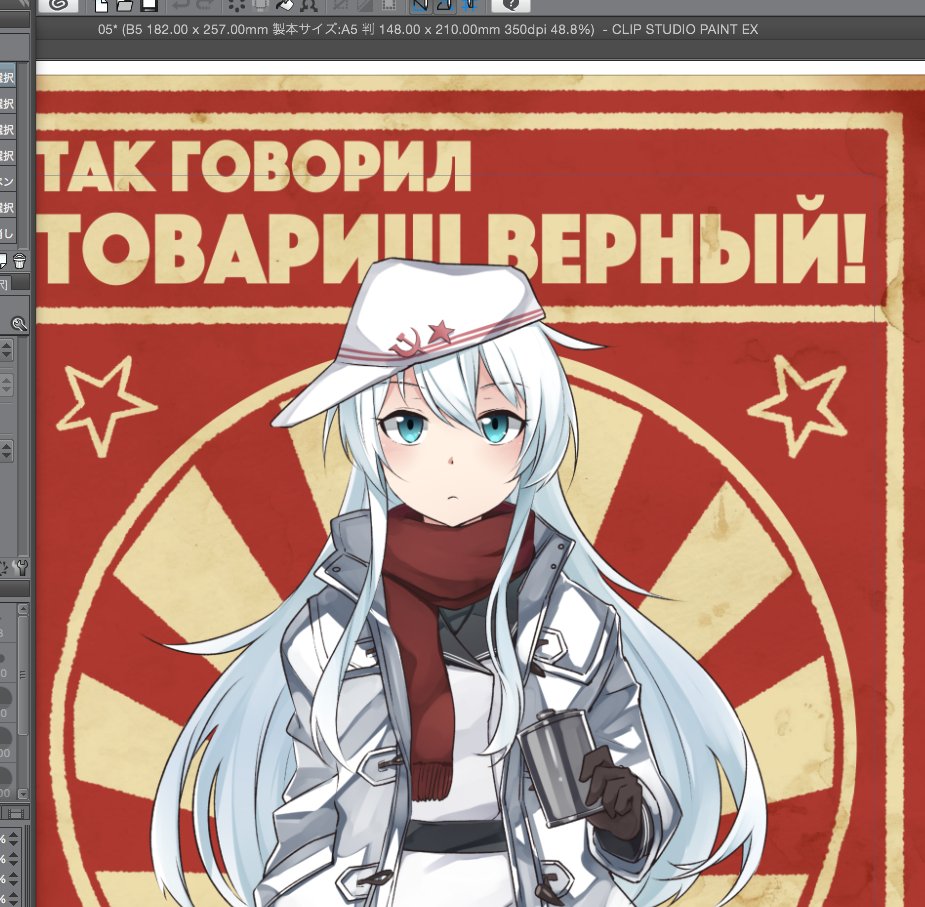 05* (B5 182.00 x 257.00mm 製本サイズ:A5 判 148.00 x 210.00mm 350dpi 48.8%) - CLIP STUDIO PAINT EX
ТАК ГОВОРИЛ
ТОВАРИЩ ВЕРНЫЙ!